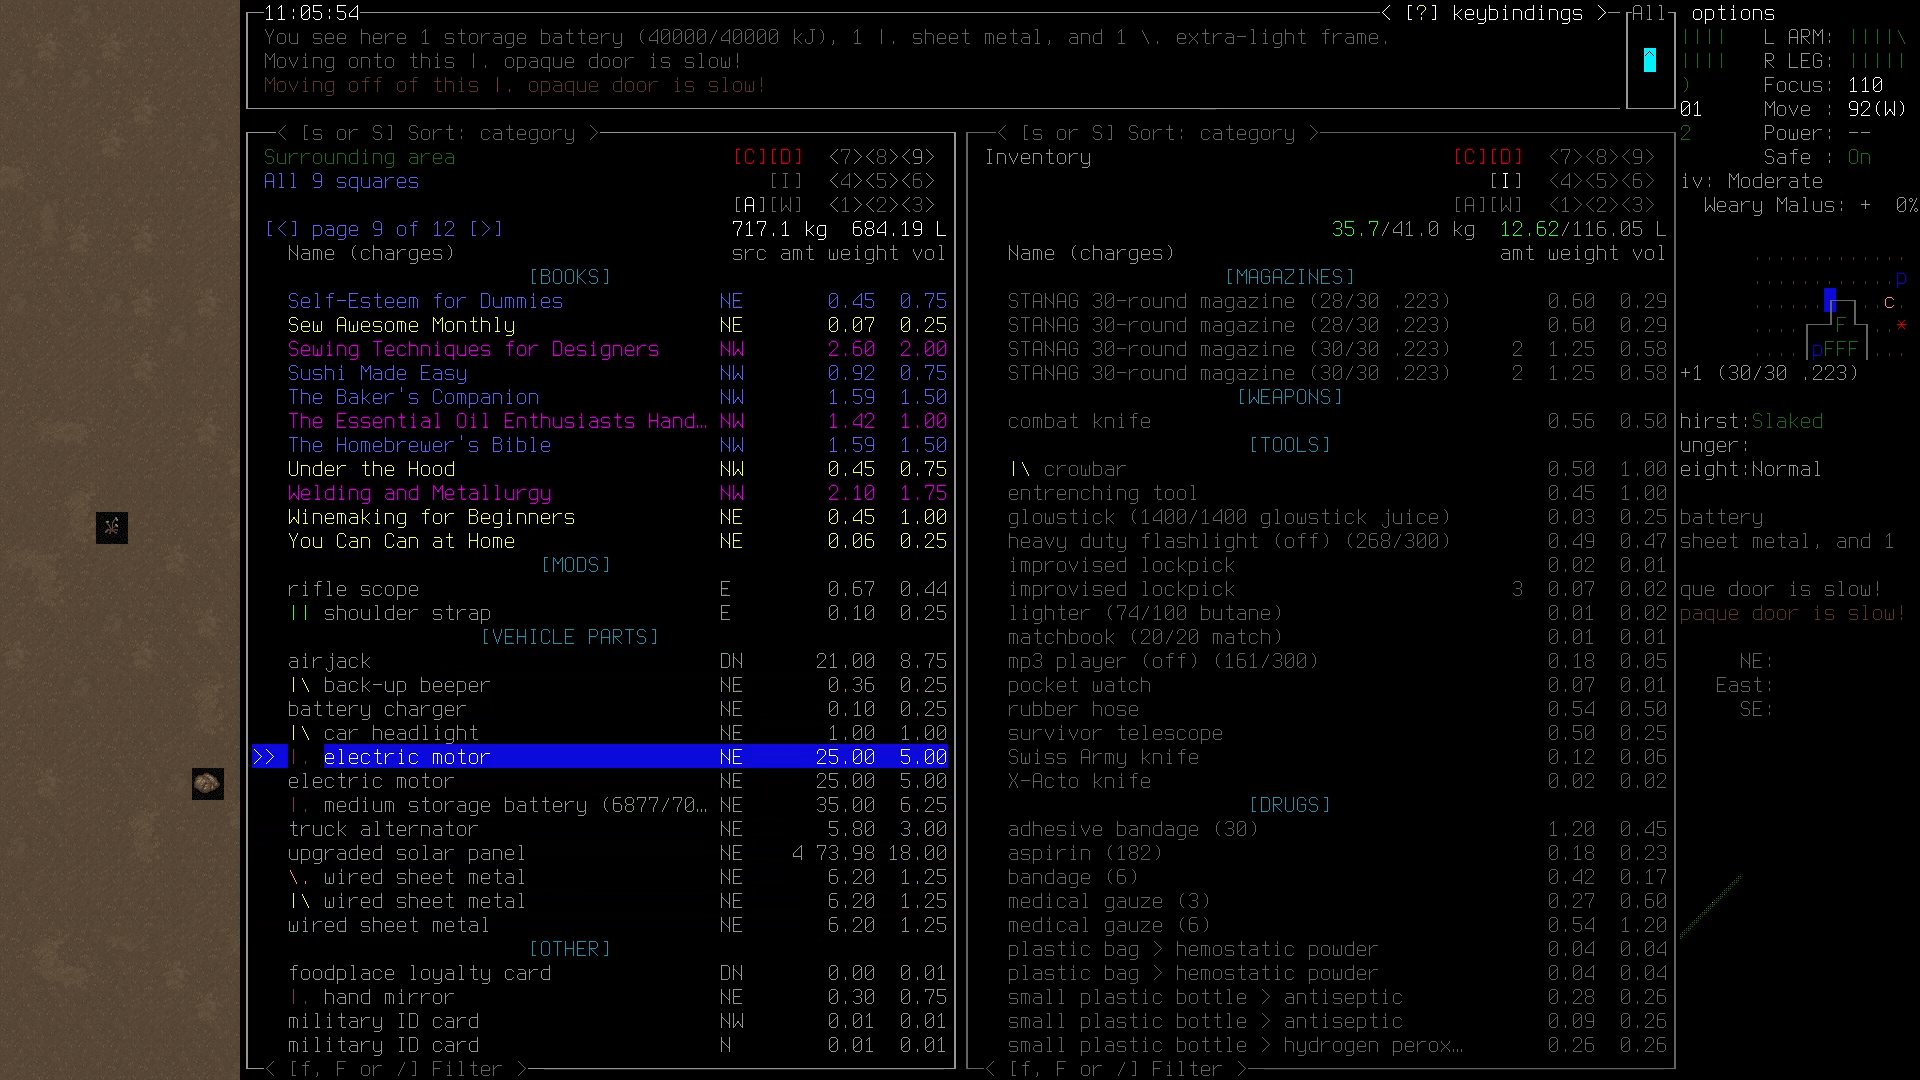 11:05:54 < [?] keybindings > All options
You see here 1 storage battery (40000/40000 kJ), 1 |. sheet metal, and 1 \. extra-light frame.
Moving onto this |. opaque door is slow!
Moving off of this |. opaque door is slow!
< [s or S] Sort: category >
Surrounding area [C][D] <7><8><9>
All 9 squares [I] <4><5><6>
[A][W] <1><2><3>
[<] page 9 of 12 [>] 717.1 kg 684.19 L
Name (charges) src amt weight vol
[BOOKS]
Self-Esteem for Dummies NE 0.45 0.75
Sew Awesome Monthly NE 0.07 0.25
Sewing Techniques for Designers NW 2.60 2.00
Sushi Made Easy NW 0.92 0.75
The Baker's Companion NW 1.59 1.50
The Essential Oil Enthusiasts Hand… NW 1.42 1.00
The Homebrewer's Bible NW 1.59 1.50
Under the Hood NW 0.45 0.75
Welding and Metallurgy NW 2.10 1.75
Winemaking for Beginners NE 0.45 1.00
You Can Can at Home NE 0.06 0.25
[MODS]
rifle scope E 0.67 0.44
|| shoulder strap E 0.10 0.25
[VEHICLE PARTS]
airjack DN 21.00 8.75
|\ back-up beeper NE 0.36 0.25
battery charger NE 0.10 0.25
|\ car headlight NE 1.00 1.00
>> |. electric motor NE 25.00 5.00
electric motor NE 25.00 5.00
|. medium storage battery (6877/70… NE 35.00 6.25
truck alternator NE 5.80 3.00
upgraded solar panel NE 4 73.98 18.00
\. wired sheet metal NE 6.20 1.25
|\ wired sheet metal NE 6.20 1.25
wired sheet metal NE 6.20 1.25
[OTHER]
foodplace loyalty card DN 0.00 0.01
|. hand mirror NE 0.30 0.75
military ID card NW 0.01 0.01
military ID card N 0.01 0.01
< [f, F or /] Filter >
< [s or S] Sort: category >
Inventory [C][D] <7><8><9>
[I] <4><5><6>
[A][W] <1><2><3>
35.7/41.0 kg 12.62/116.05 L
Name (charges) amt weight vol
[MAGAZINES]
STANAG 30-round magazine (28/30 .223) 0.60 0.29
STANAG 30-round magazine (28/30 .223) 0.60 0.29
STANAG 30-round magazine (30/30 .223) 2 1.25 0.58
STANAG 30-round magazine (30/30 .223) 2 1.25 0.58
[WEAPONS]
combat knife 0.56 0.50
[TOOLS]
|\ crowbar 0.50 1.00
entrenching tool 0.45 1.00
glowstick (1400/1400 glowstick juice) 0.03 0.25
heavy duty flashlight (off) (268/300) 0.49 0.47
improvised lockpick 0.02 0.01
improvised lockpick 3 0.07 0.02
lighter (74/100 butane) 0.01 0.02
matchbook (20/20 match) 0.01 0.01
mp3 player (off) (161/300) 0.18 0.05
pocket watch 0.07 0.01
rubber hose 0.54 0.50
survivor telescope 0.50 0.25
Swiss Army knife 0.12 0.06
X-Acto knife 0.02 0.02
[DRUGS]
adhesive bandage (30) 1.20 0.45
aspirin (182) 0.18 0.23
bandage (6) 0.42 0.17
medical gauze (3) 0.27 0.60
medical gauze (6) 0.54 1.20
plastic bag > hemostatic powder 0.04 0.04
plastic bag > hemostatic powder 0.04 0.04
small plastic bottle > antiseptic 0.28 0.26
small plastic bottle > antiseptic 0.09 0.26
small plastic bottle > hydrogen perox… 0.26 0.26
< [f, F or /] Filter >
|||| L ARM: ||||\
|||| R LEG: |||||
) Focus: 110
01 Move : 92(W)
2 Power: --
Safe : On
iv: Moderate
Weary Malus: + 0%
. . . . . . . . . . . . .
p
c
F *
pFFF
+1 (30/30 .223)
hirst:Slaked
unger:
eight:Normal
battery
sheet metal, and 1
que door is slow!
paque door is slow!
NE:
East:
SE: